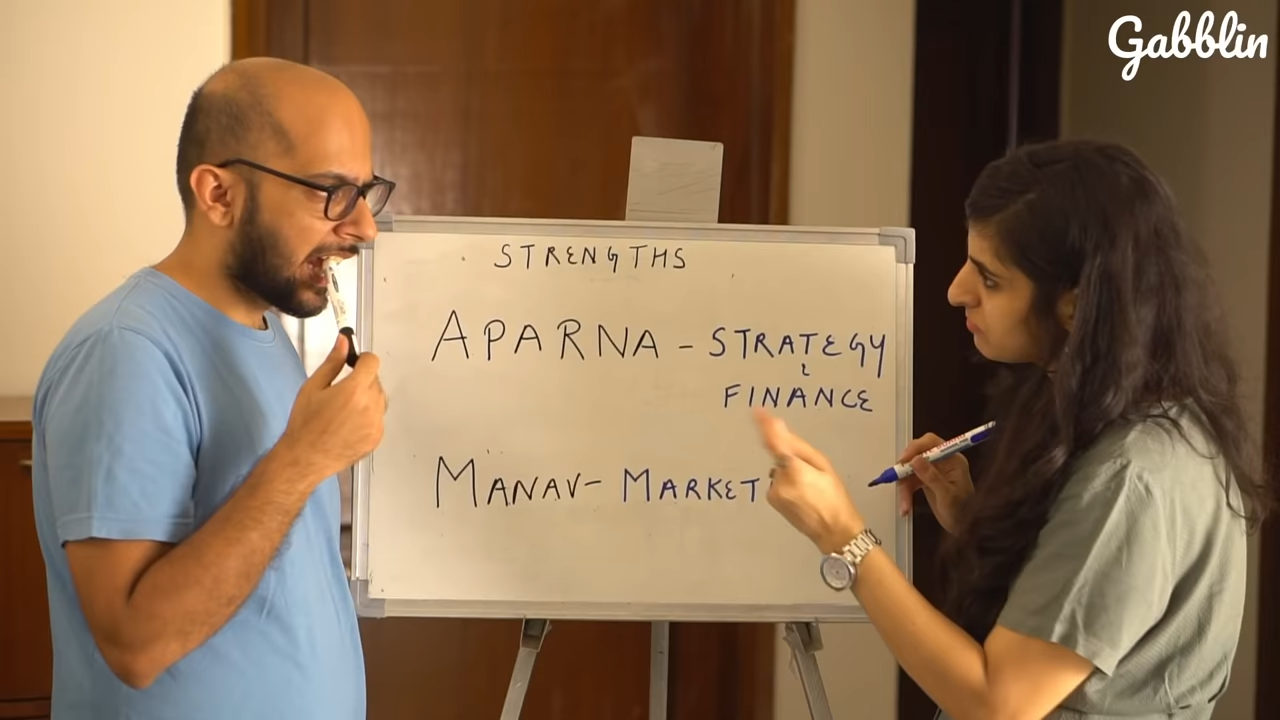 Gabblin
STRENGTHS
APARNA - STRATEGY
&
FINANCE
MANAV - MARKET